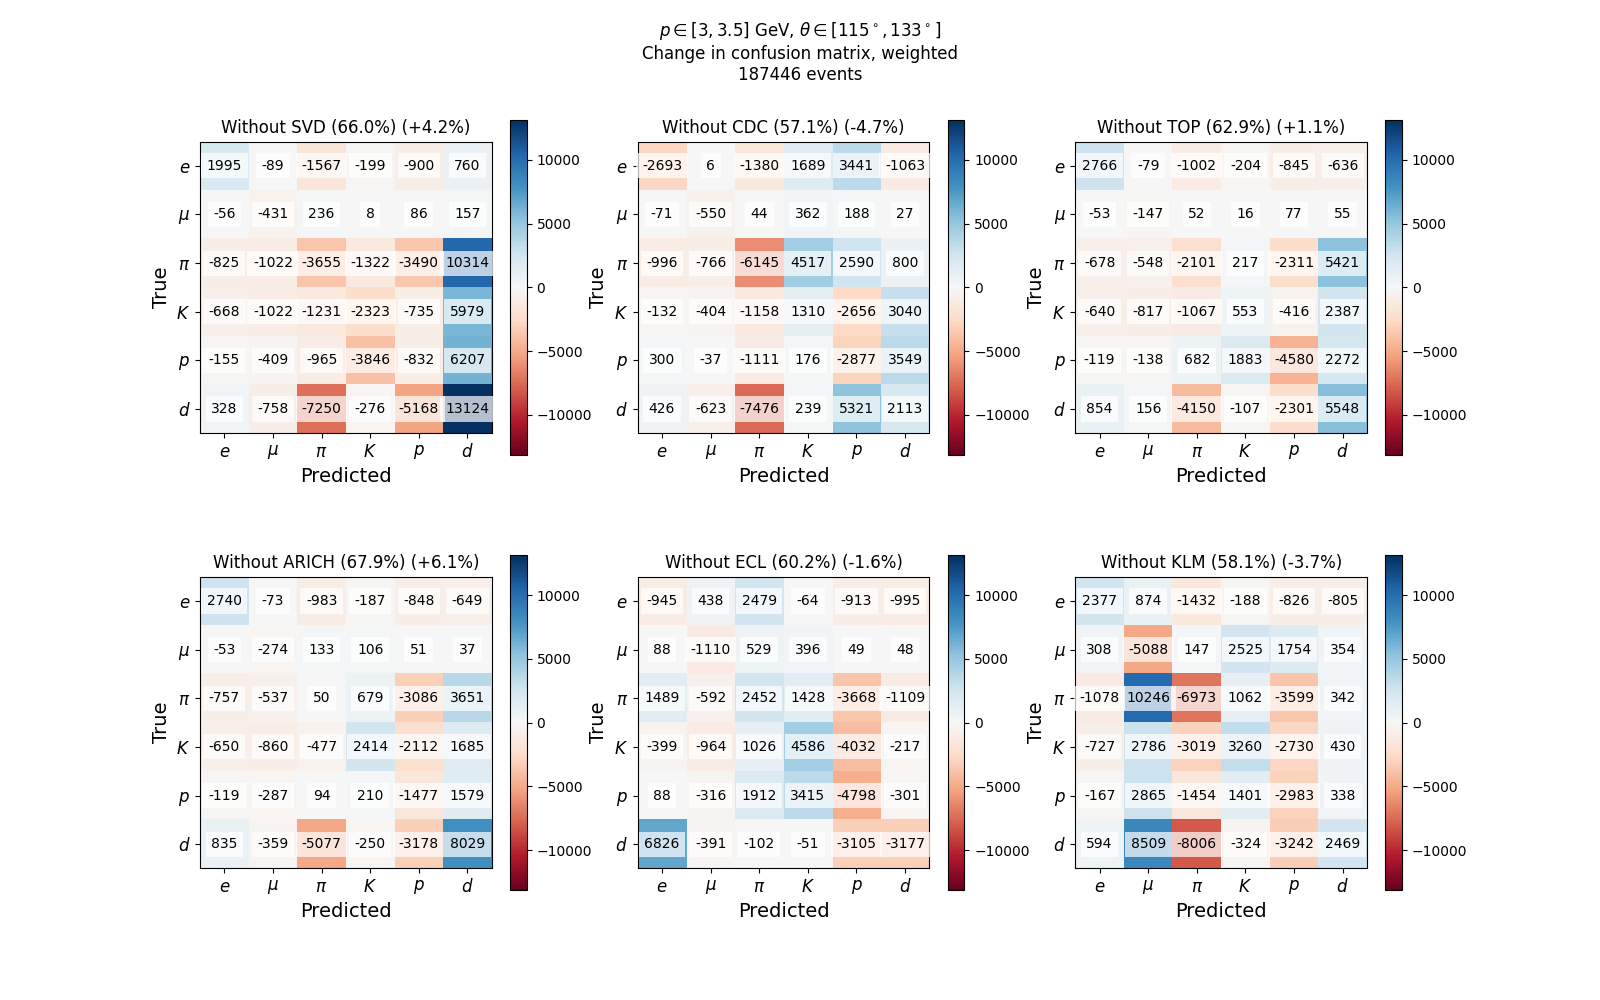 p ∈ [3, 3.5] GeV, θ ∈ [115°, 133°]
Change in confusion matrix, weighted
187446 events
Without SVD (66.0%) (+4.2%)
True
e 1995 -89 -1567 -199 -900 760
μ -56 -431 236 8 86 157
π -825 -1022 -3655 -1322 -3490 10314
K -668 -1022 -1231 -2323 -735 5979
p -155 -409 -965 -3846 -832 6207
d 328 -758 -7250 -276 -5168 13124
e μ π K p d
Predicted
10000
5000
0
−5000
−10000
Without CDC (57.1%) (-4.7%)
True
e -2693 6 -1380 1689 3441 -1063
μ -71 -550 44 362 188 27
π -996 -766 -6145 4517 2590 800
K -132 -404 -1158 1310 -2656 3040
p 300 -37 -1111 176 -2877 3549
d 426 -623 -7476 239 5321 2113
e μ π K p d
Predicted
10000
5000
0
−5000
−10000
Without TOP (62.9%) (+1.1%)
True
e 2766 -79 -1002 -204 -845 -636
μ -53 -147 52 16 77 55
π -678 -548 -2101 217 -2311 5421
K -640 -817 -1067 553 -416 2387
p -119 -138 682 1883 -4580 2272
d 854 156 -4150 -107 -2301 5548
e μ π K p d
Predicted
10000
5000
0
−5000
−10000
Without ARICH (67.9%) (+6.1%)
True
e 2740 -73 -983 -187 -848 -649
μ -53 -274 133 106 51 37
π -757 -537 50 679 -3086 3651
K -650 -860 -477 2414 -2112 1685
p -119 -287 94 210 -1477 1579
d 835 -359 -5077 -250 -3178 8029
e μ π K p d
Predicted
10000
5000
0
−5000
−10000
Without ECL (60.2%) (-1.6%)
True
e -945 438 2479 -64 -913 -995
μ 88 -1110 529 396 49 48
π 1489 -592 2452 1428 -3668 -1109
K -399 -964 1026 4586 -4032 -217
p 88 -316 1912 3415 -4798 -301
d 6826 -391 -102 -51 -3105 -3177
e μ π K p d
Predicted
10000
5000
0
−5000
−10000
Without KLM (58.1%) (-3.7%)
True
e 2377 874 -1432 -188 -826 -805
μ 308 -5088 147 2525 1754 354
π -1078 10246 -6973 1062 -3599 342
K -727 2786 -3019 3260 -2730 430
p -167 2865 -1454 1401 -2983 338
d 594 8509 -8006 -324 -3242 2469
e μ π K p d
Predicted
10000
5000
0
−5000
−10000